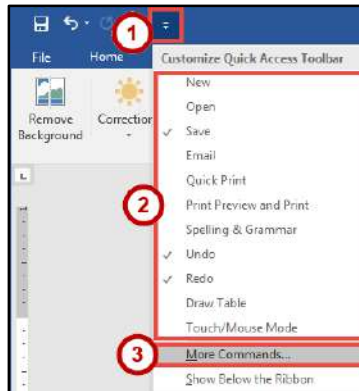 1
File Home Customize Quick Access Toolbar
New
Remove Background
Correction
Open
Save
Email
Quick Print
2
Print Preview and Print
Spelling & Grammar
Undo
Redo
Draw Table
Touch/Mouse Mode
3
More Commands...
Show Below the Ribbon
L